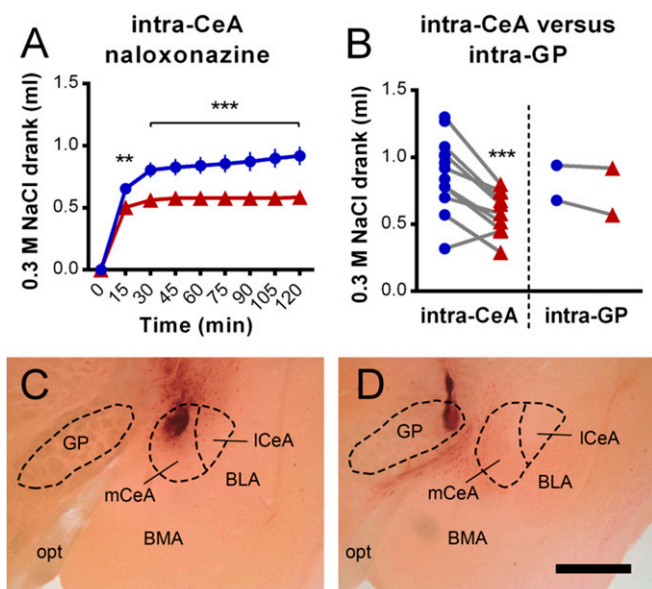 A
intra-CeA
naloxonazine
0.3 M NaCl drank (ml)
1.5
1.0
0.5
0.0
**
***
0 15 30 45 60 75 90 105 120
Time (min)
B
intra-CeA versus
intra-GP
0.3 M NaCl drank (ml)
1.5
1.0
0.5
0.0
***
intra-CeA intra-GP
C
GP
lCeA
mCeA
BLA
BMA
opt
D
GP
lCeA
mCeA
BLA
BMA
opt